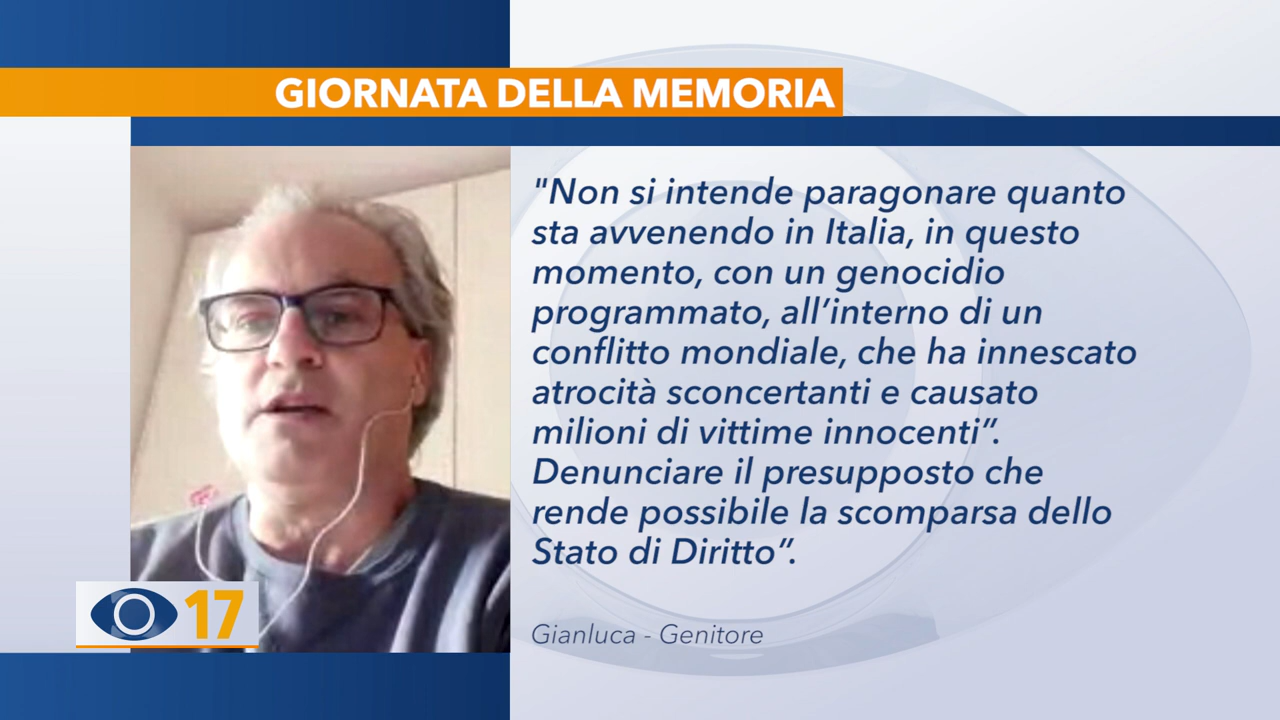 GIORNATA DELLA MEMORIA
"Non si intende paragonare quanto
sta avvenendo in Italia, in questo
momento, con un genocidio
programmato, all’interno di un
conflitto mondiale, che ha innescato
atrocità sconcertanti e causato
milioni di vittime innocenti”.
Denunciare il presupposto che
rende possibile la scomparsa dello
Stato di Diritto”.
Gianluca - Genitore
17